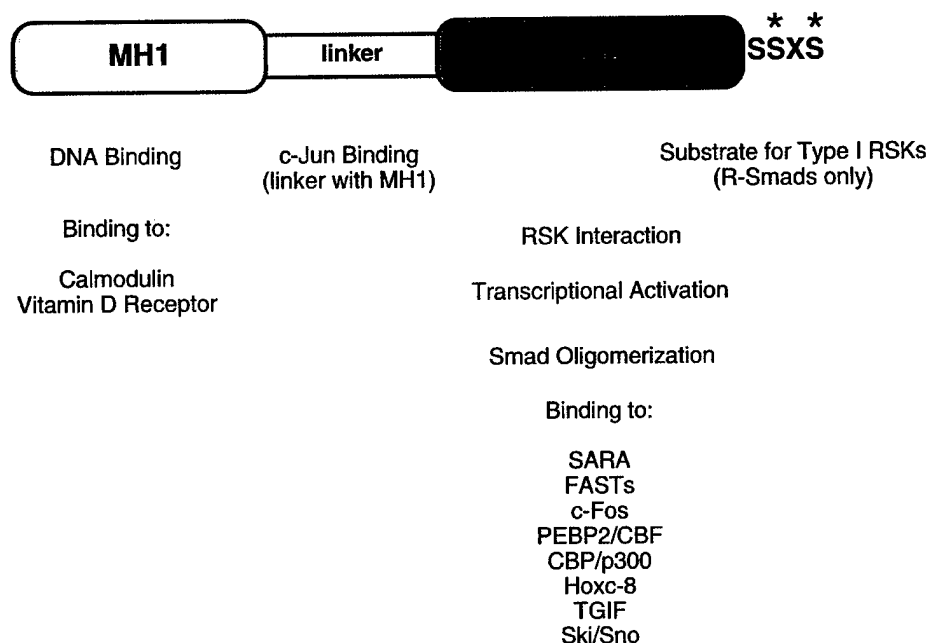 * *
MH1
linker
SSXS
DNA Binding
c-Jun Binding
(linker with MH1)
Substrate for Type I RSKs
(R-Smads only)
Binding to:
Calmodulin
Vitamin D Receptor
RSK Interaction
Transcriptional Activation
Smad Oligomerization
Binding to:
SARA
FASTs
c-Fos
PEBP2/CBF
CBP/p300
Hoxc-8
TGIF
Ski/Sno